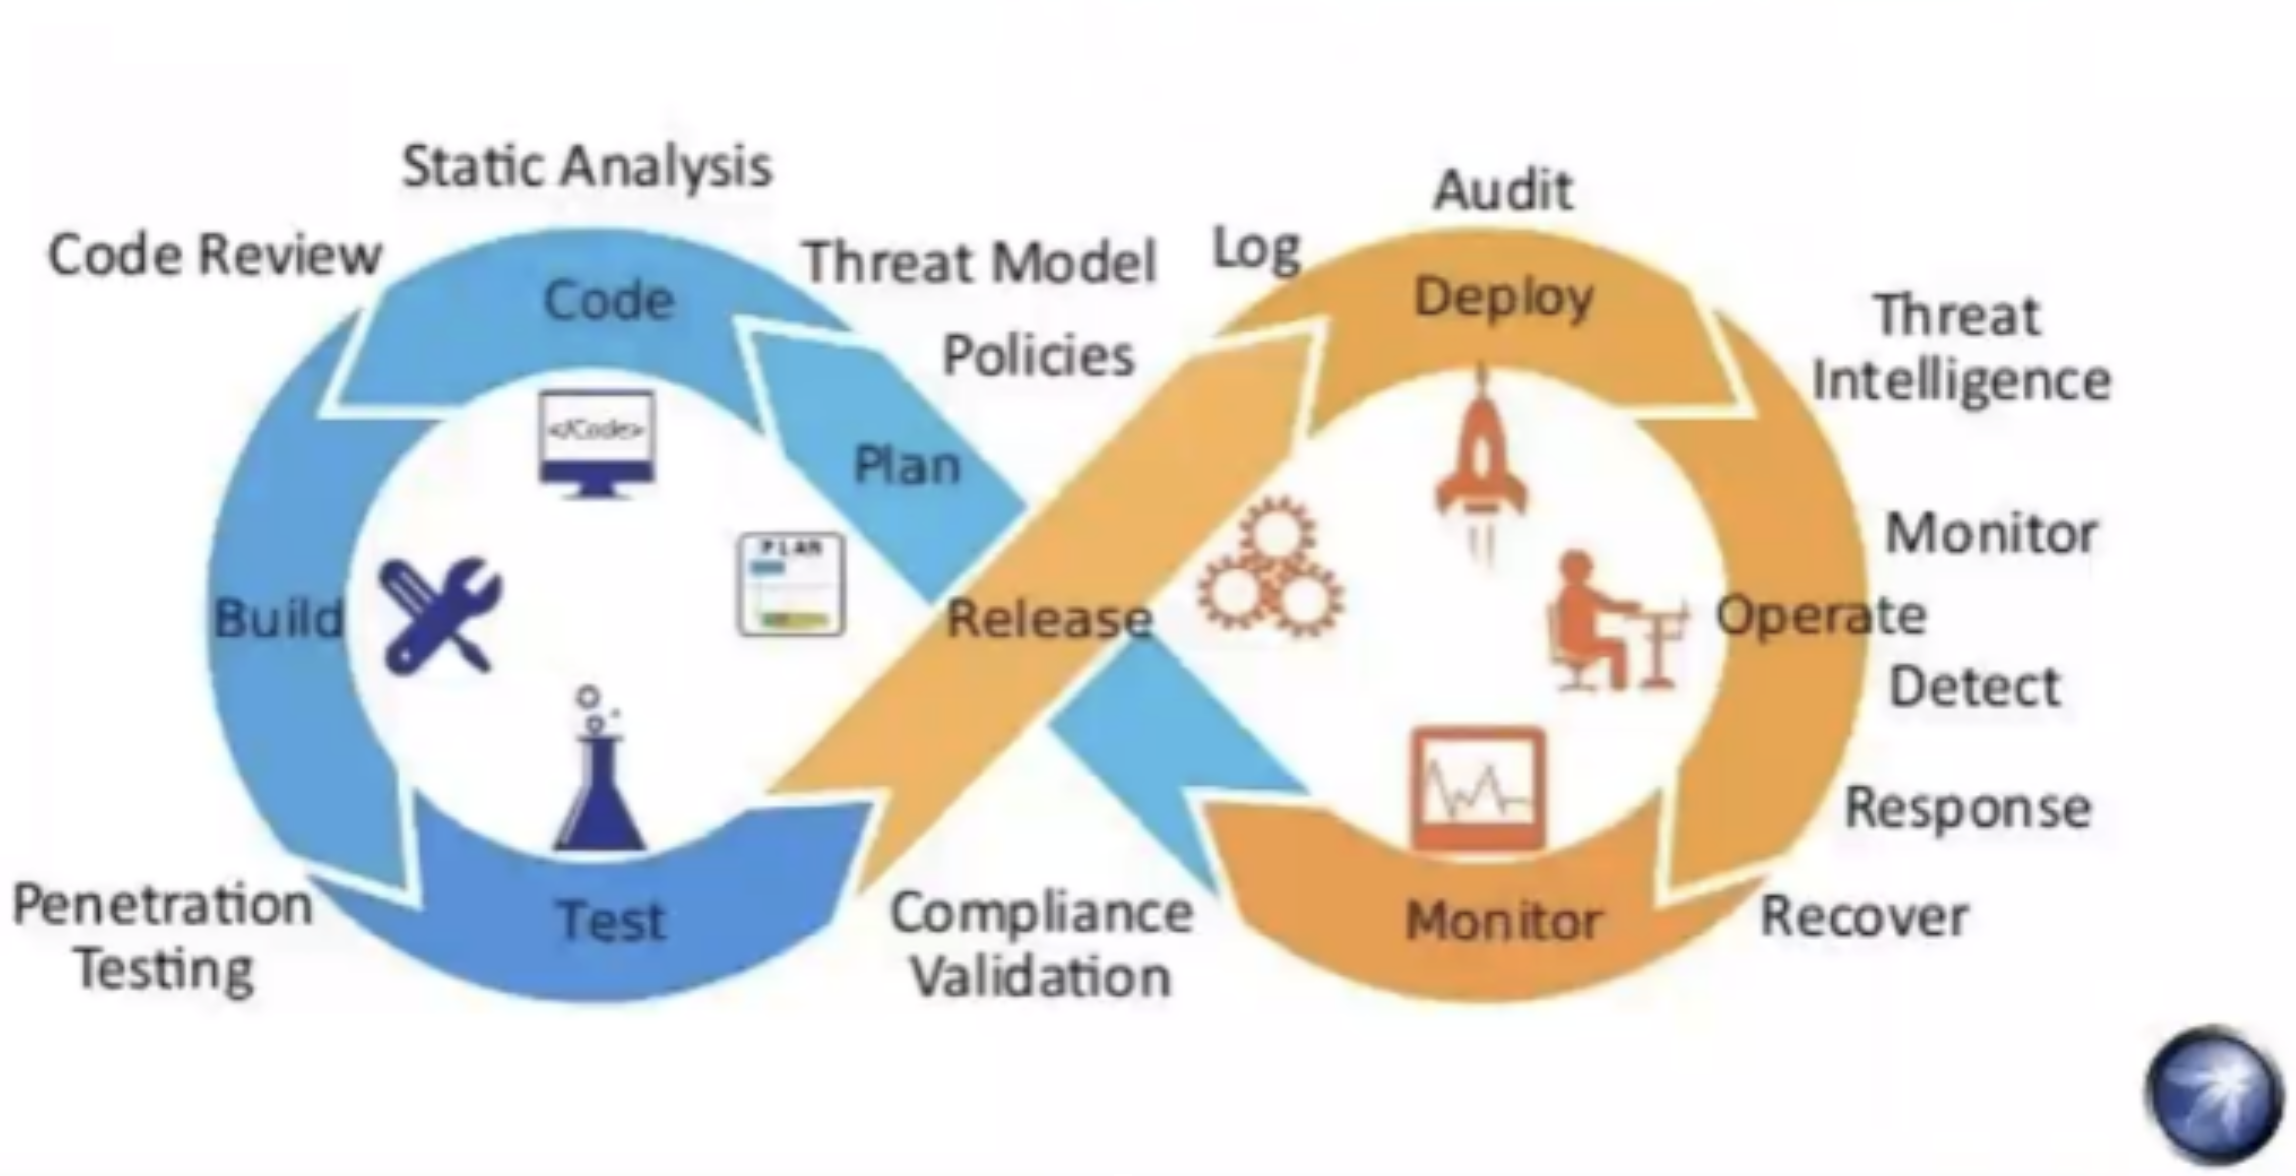 Static Analysis
Audit
Code Review
Threat Model
Log
Code
Deploy
Policies
Threat
Intelligence
</Code>
Plan
PLAN
Monitor
Build
Release
Operate
Detect
Response
Penetration
Testing
Test
Compliance
Validation
Monitor
Recover